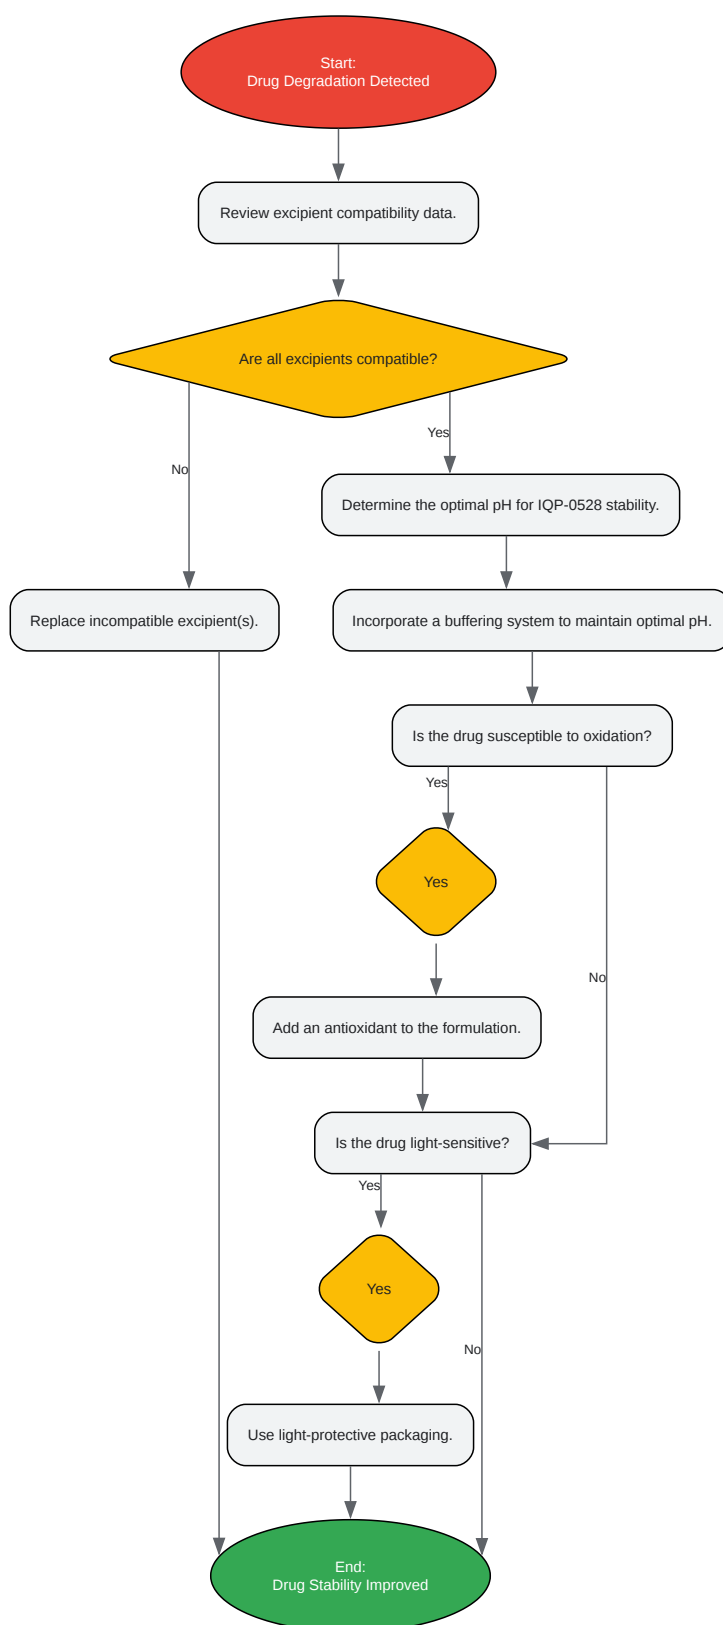 Start:
Drug Degradation Detected
Review excipient compatibility data.
Are all excipients compatible?
Yes
No
Determine the optimal pH for IQP-0528 stability.
Replace incompatible excipient(s).
Incorporate a buffering system to maintain optimal pH.
Is the drug susceptible to oxidation?
Yes
Yes
No
Add an antioxidant to the formulation.
Is the drug light-sensitive?
Yes
Yes
No
Use light-protective packaging.
End:
Drug Stability Improved